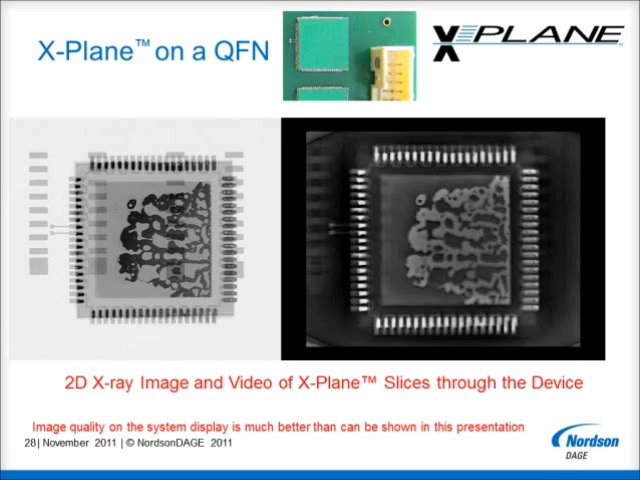 X-Plane™ on a QFN
XPLANE™
2D X-ray Image and Video of X-Plane™ Slices through the Device
Image quality on the system display is much better than can be shown in this presentation
28| November 2011 | © NordsonDAGE 2011
Nordson
DAGE